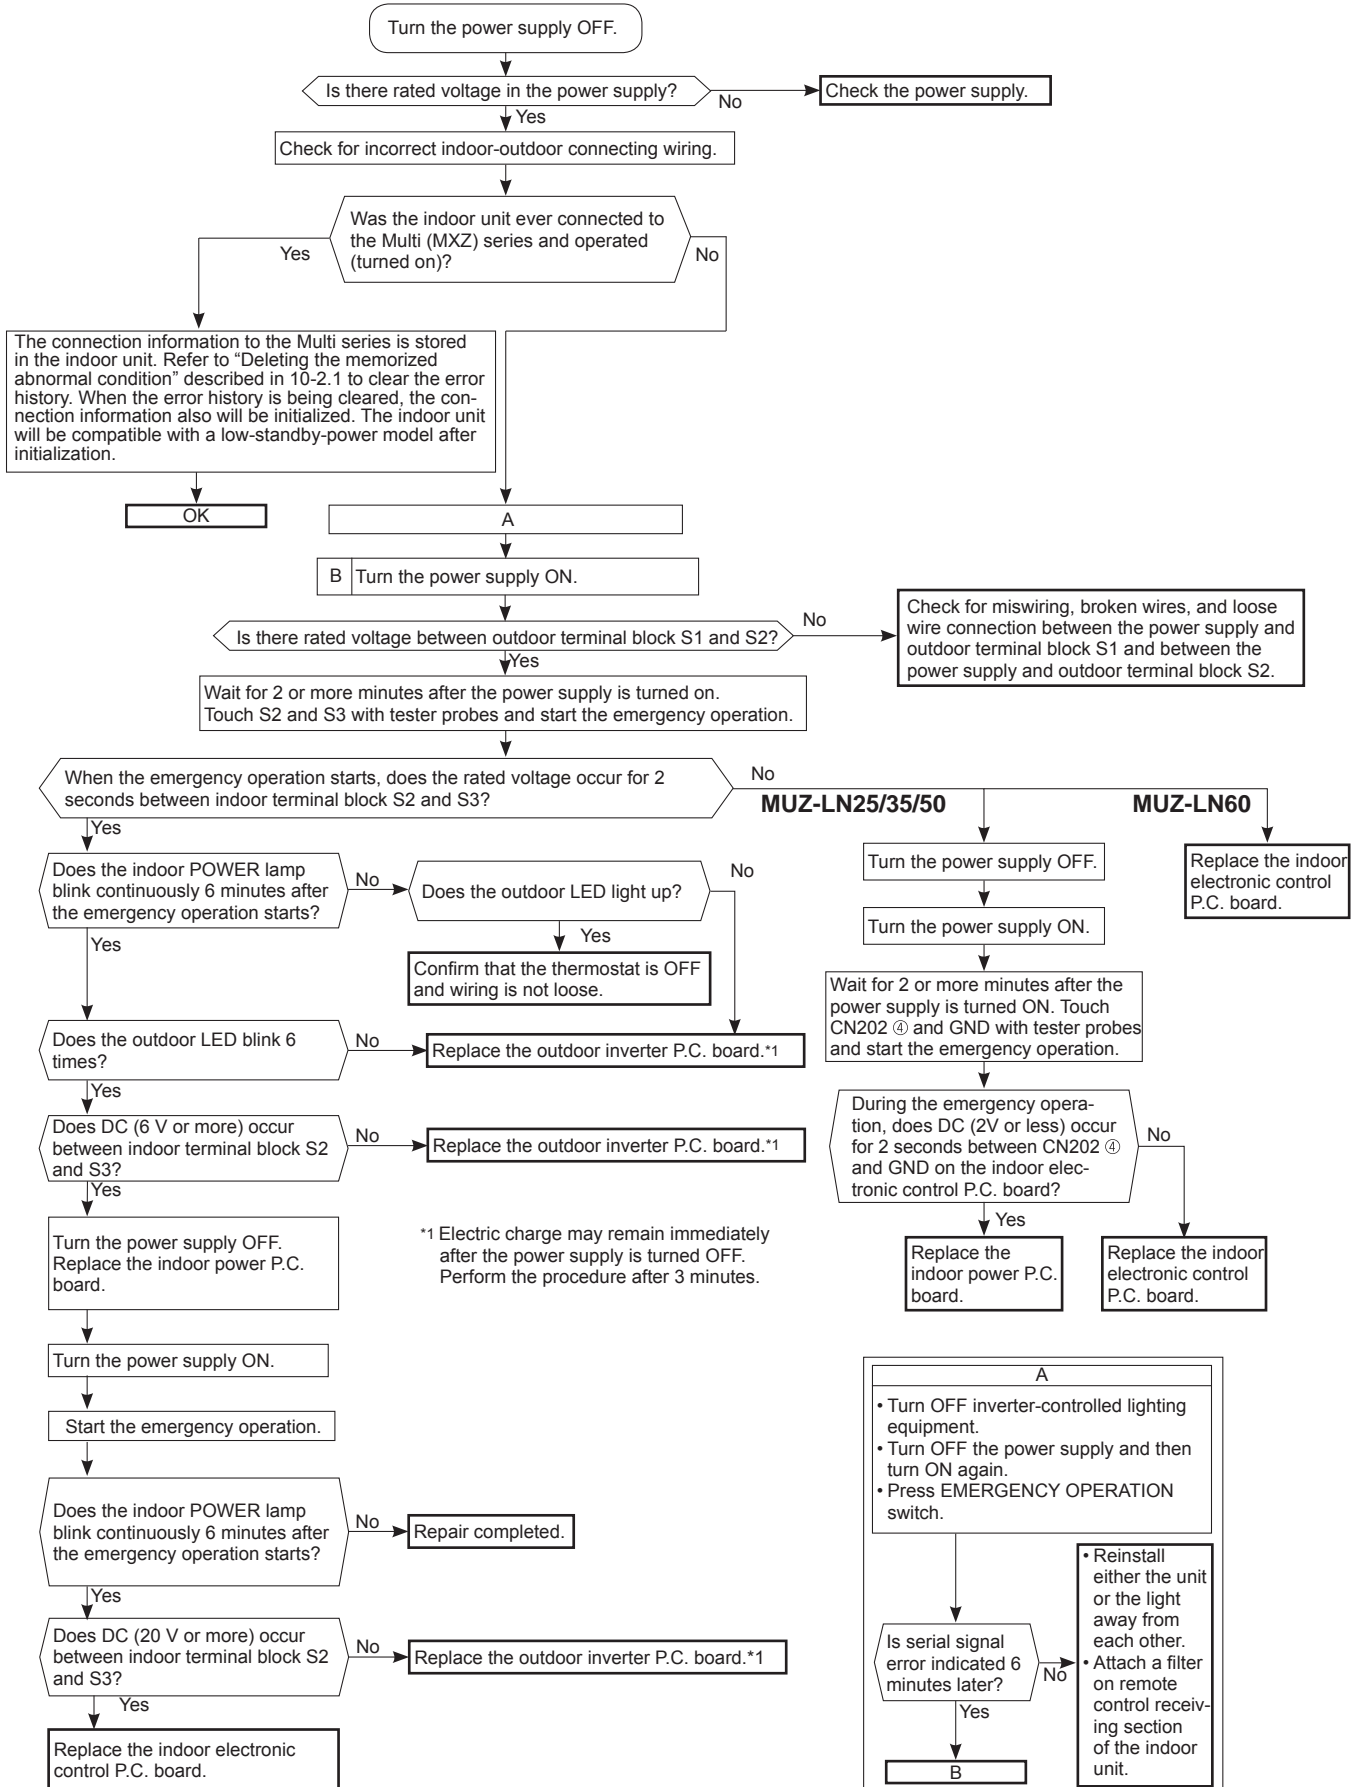 Turn the power supply OFF.
Is there rated voltage in the power supply?
No
Check the power supply.
Yes
Check for incorrect indoor-outdoor connecting wiring.
Was the indoor unit ever connected to
the Multi (MXZ) series and operated
(turned on)?
Yes
No
The connection information to the Multi series is stored
in the indoor unit. Refer to “Deleting the memorized
abnormal condition” described in 10-2.1 to clear the error
history. When the error history is being cleared, the con-
nection information also will be initialized. The indoor unit
will be compatible with a low-standby-power model after
initialization.
OK
A
B Turn the power supply ON.
Is there rated voltage between outdoor terminal block S1 and S2?
No
Check for miswiring, broken wires, and loose
wire connection between the power supply and
outdoor terminal block S1 and between the
power supply and outdoor terminal block S2.
Yes
Wait for 2 or more minutes after the power supply is turned on.
Touch S2 and S3 with tester probes and start the emergency operation.
When the emergency operation starts, does the rated voltage occur for 2
seconds between indoor terminal block S2 and S3?
No
MUZ-LN25/35/50
MUZ-LN60
Yes
Does the indoor POWER lamp
blink continuously 6 minutes after
the emergency operation starts?
No
Does the outdoor LED light up?
No
Yes
Confirm that the thermostat is OFF
and wiring is not loose.
Yes
Does the outdoor LED blink 6
times?
No
Replace the outdoor inverter P.C. board.*1
Yes
Does DC (6 V or more) occur
between indoor terminal block S2
and S3?
No
Replace the outdoor inverter P.C. board.*1
Yes
Turn the power supply OFF.
Replace the indoor power P.C.
board.
*1 Electric charge may remain immediately
after the power supply is turned OFF.
Perform the procedure after 3 minutes.
Turn the power supply ON.
Start the emergency operation.
Does the indoor POWER lamp
blink continuously 6 minutes after
the emergency operation starts?
No
Repair completed.
Yes
Does DC (20 V or more) occur
between indoor terminal block S2
and S3?
No
Replace the outdoor inverter P.C. board.*1
Yes
Replace the indoor electronic
control P.C. board.
Turn the power supply OFF.
Turn the power supply ON.
Wait for 2 or more minutes after the
power supply is turned ON. Touch
CN202 ④ and GND with tester probes
and start the emergency operation.
During the emergency opera-
tion, does DC (2V or less) occur
for 2 seconds between CN202 ④
and GND on the indoor elec-
tronic control P.C. board?
No
Yes
Replace the
indoor power P.C.
board.
Replace the indoor
electronic control
P.C. board.
Replace the indoor
electronic control
P.C. board.
A
• Turn OFF inverter-controlled lighting
equipment.
• Turn OFF the power supply and then
turn ON again.
• Press EMERGENCY OPERATION
switch.
Is serial signal
error indicated 6
minutes later?
No
• Reinstall
either the unit
or the light
away from
each other.
• Attach a filter
on remote
control receiv-
ing section
of the indoor
unit.
Yes
B